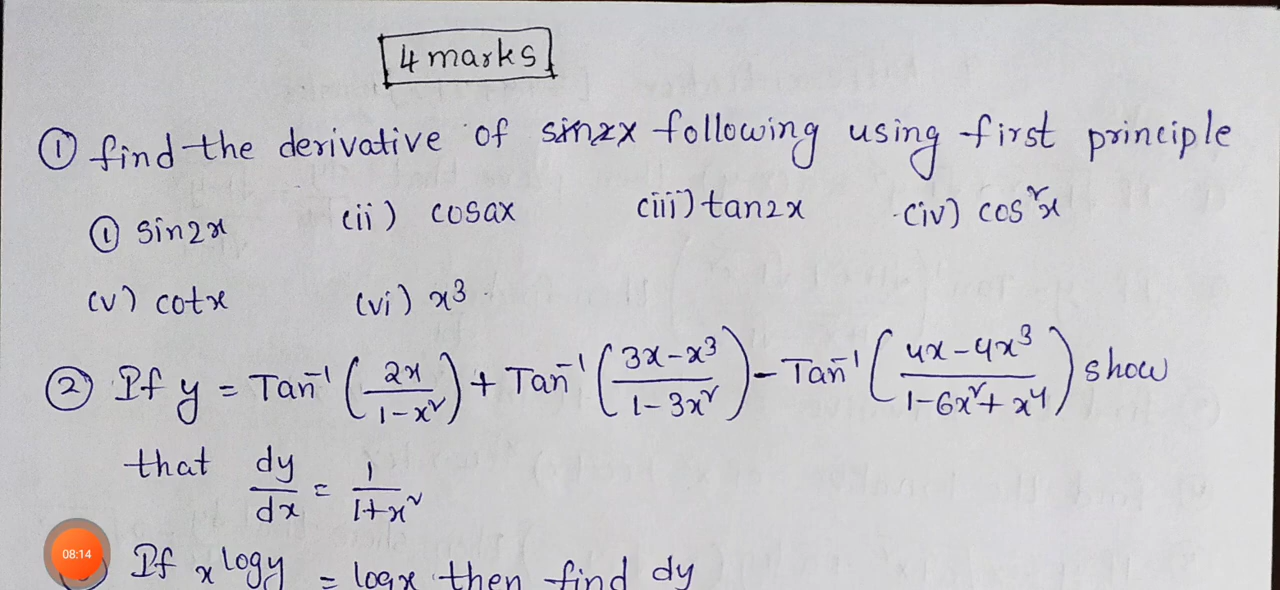 4 marks
① find the derivative of sin2x following using first principle
① sin2x (ii) cosax (iii) tan2x (iv) cos²x
(v) cotx (vi) x³
② If y = Tan⁻¹(2x/1-x²) + Tan⁻¹(3x-x³/1-3x²) - Tan⁻¹(4x-4x³/1-6x²+x⁴) show
that dy/dx = 1/1+x²
If x^logy = logx then find dy
08:14